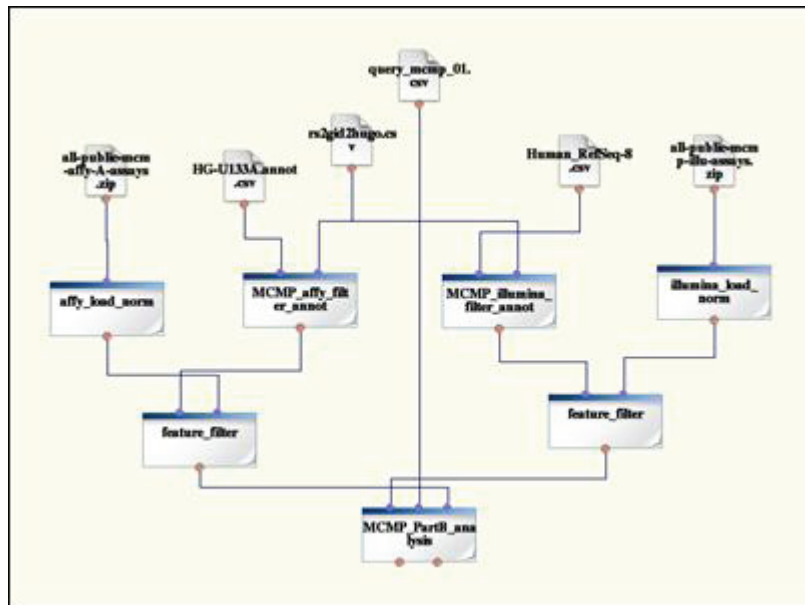 query_mcmp_01.
csv
rs2gid2hugo.cs
v
all-public-mcm
-affy-A-assays
.zip
HG-U133A.annot
.csv
Human_RefSeq-8
.csv
all-public-mcm
p-illu-assays.
zip
affy_load_norm
MCMP_affy_filt
er_annot
MCMP_illumina_
filter_annot
illumina_load_
norm
feature_filter
feature_filter
MCMP_PartB_ana
lysis